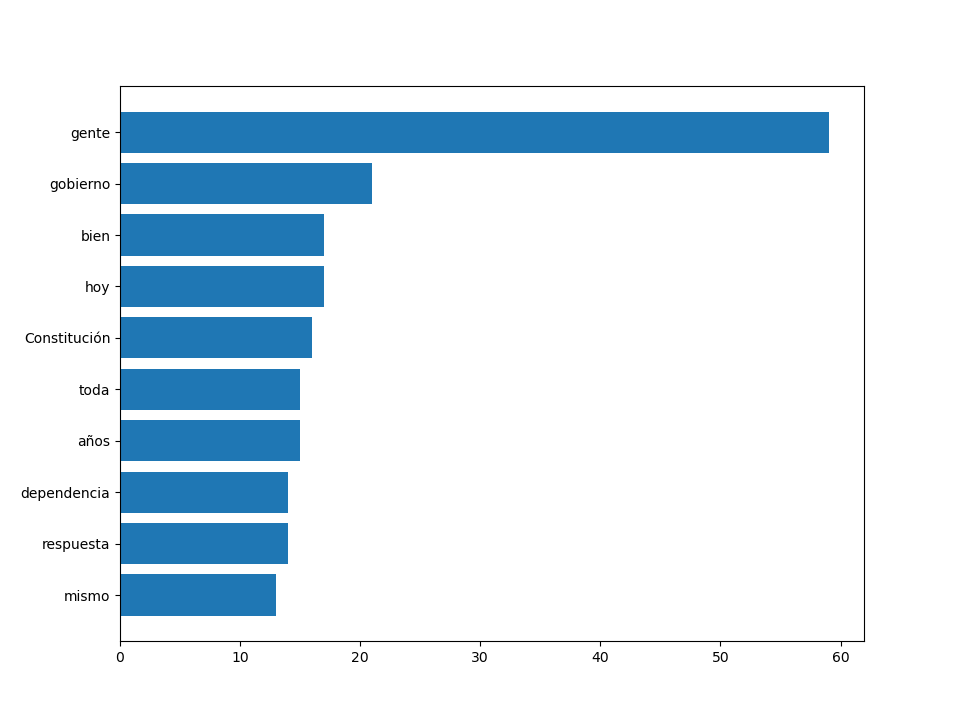 gente
gobierno
bien
hoy
Constitución
toda
años
dependencia
respuesta
mismo
0 10 20 30 40 50 60